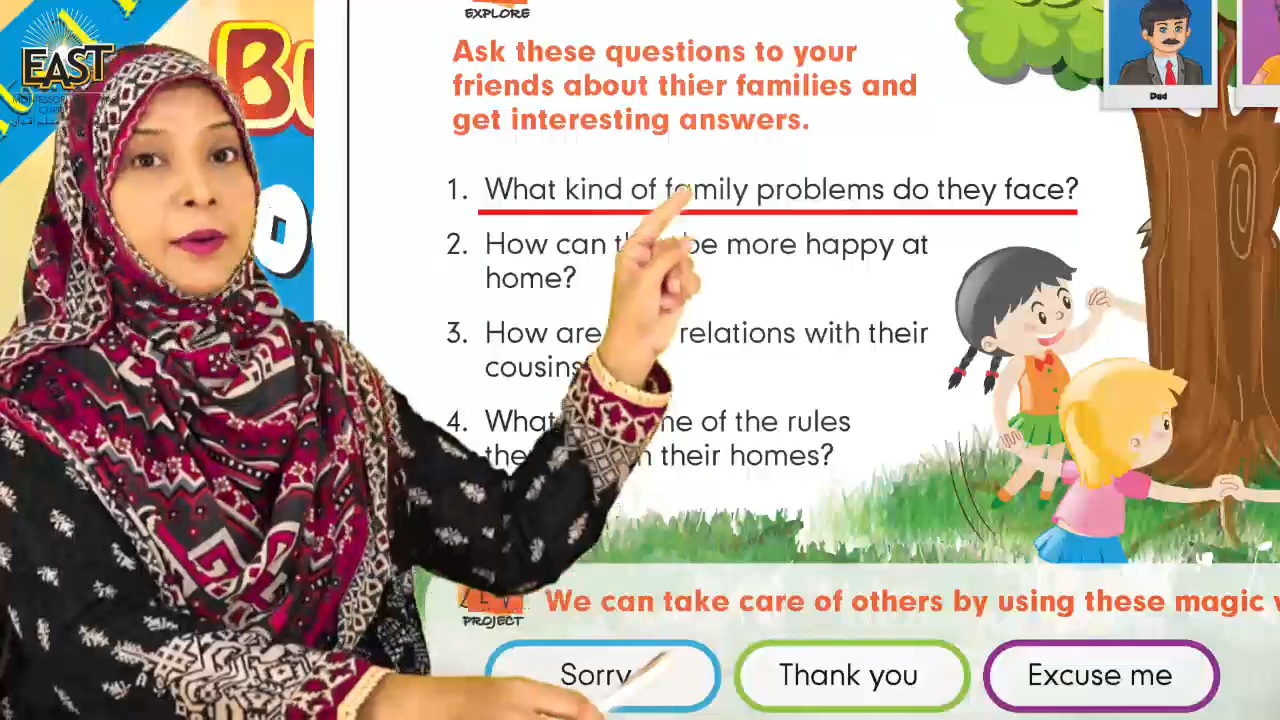 EAST
EXPLORE
Ask these questions to your
friends about thier families and
get interesting answers.
1. What kind of family problems do they face?
2. How can be more happy at
home?
3. How are relations with their
cousins
4. What of the rules
their homes?
Dad
PROJECT
We can take care of others by using these magic
Sorry
Thank you
Excuse me